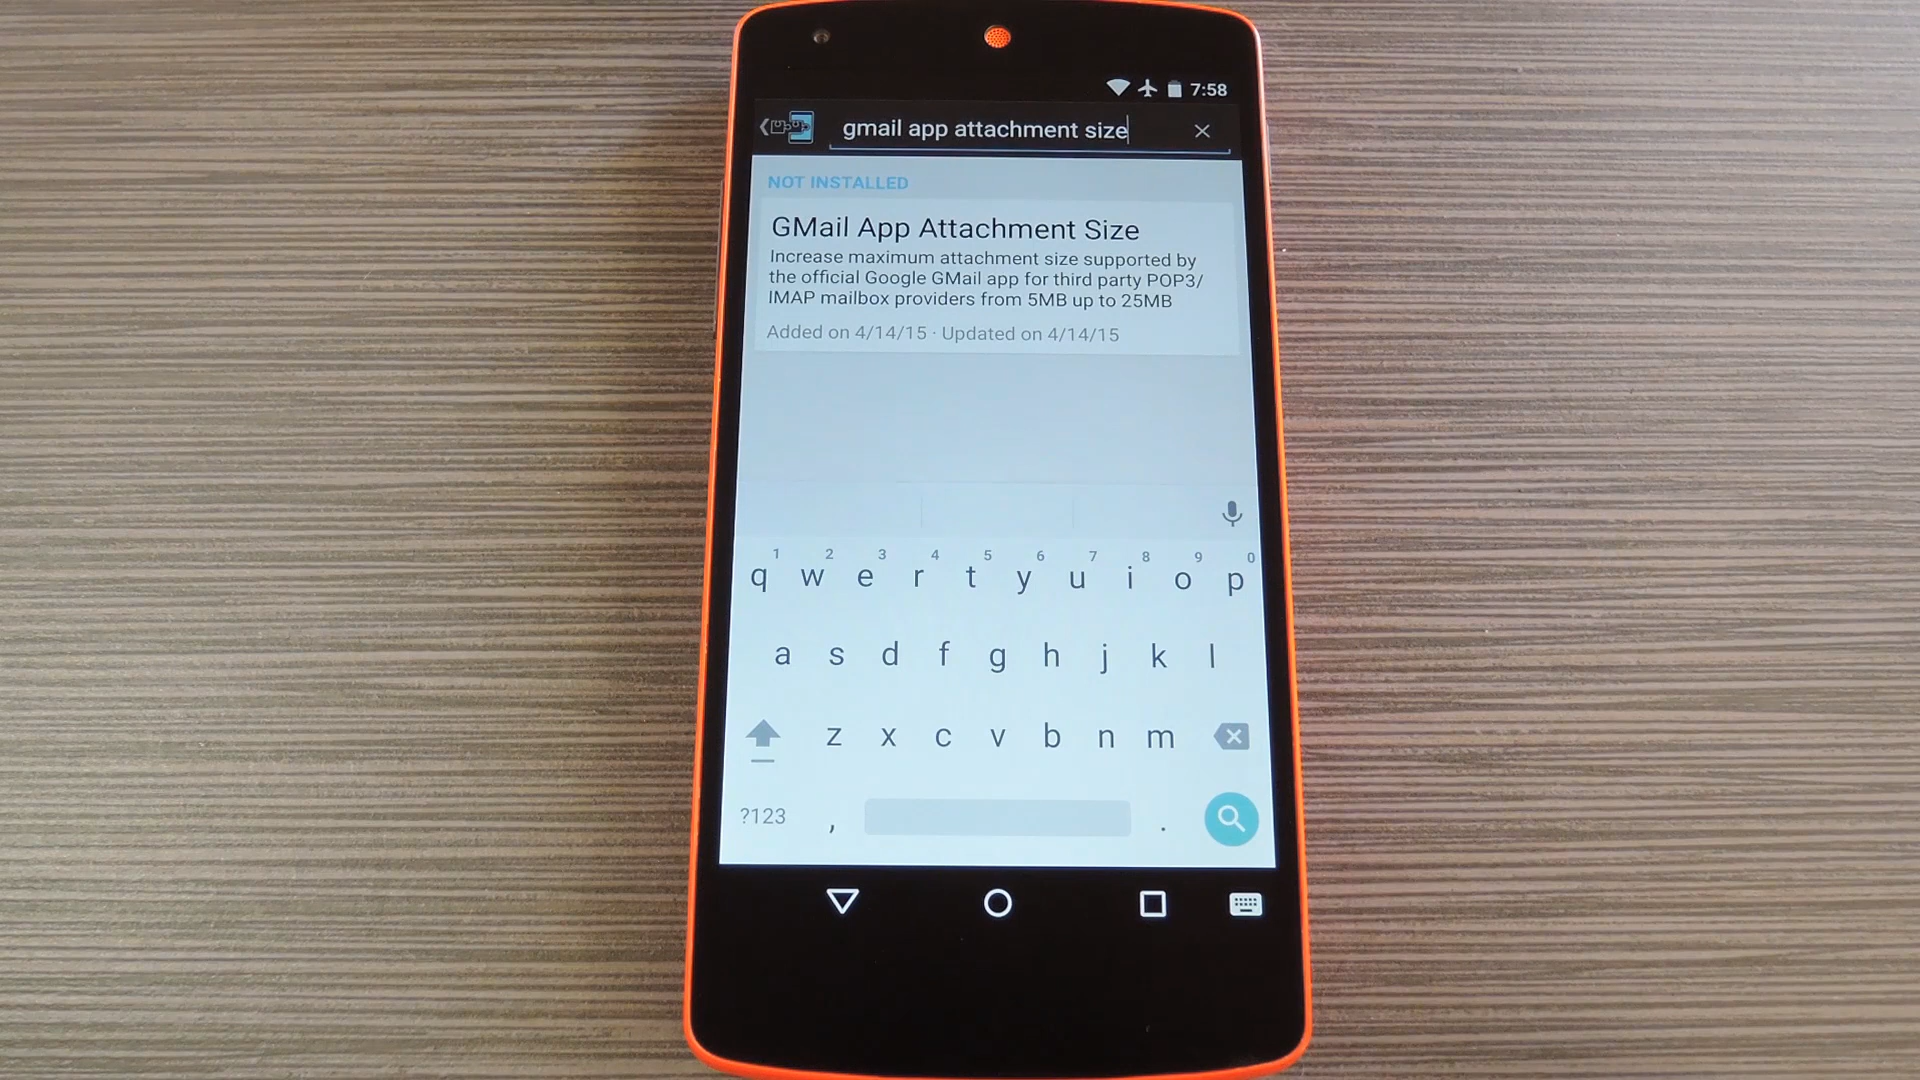 7:58
gmail app attachment size
NOT INSTALLED
GMail App Attachment Size
Increase maximum attachment size supported by
the official Google GMail app for third party POP3/
IMAP mailbox providers from 5MB up to 25MB
Added on 4/14/15 · Updated on 4/14/15
1 2 3 4 5 6 7 8 9 0
q w e r t y u i o p
a s d f g h j k l
z x c v b n m
?123 , .